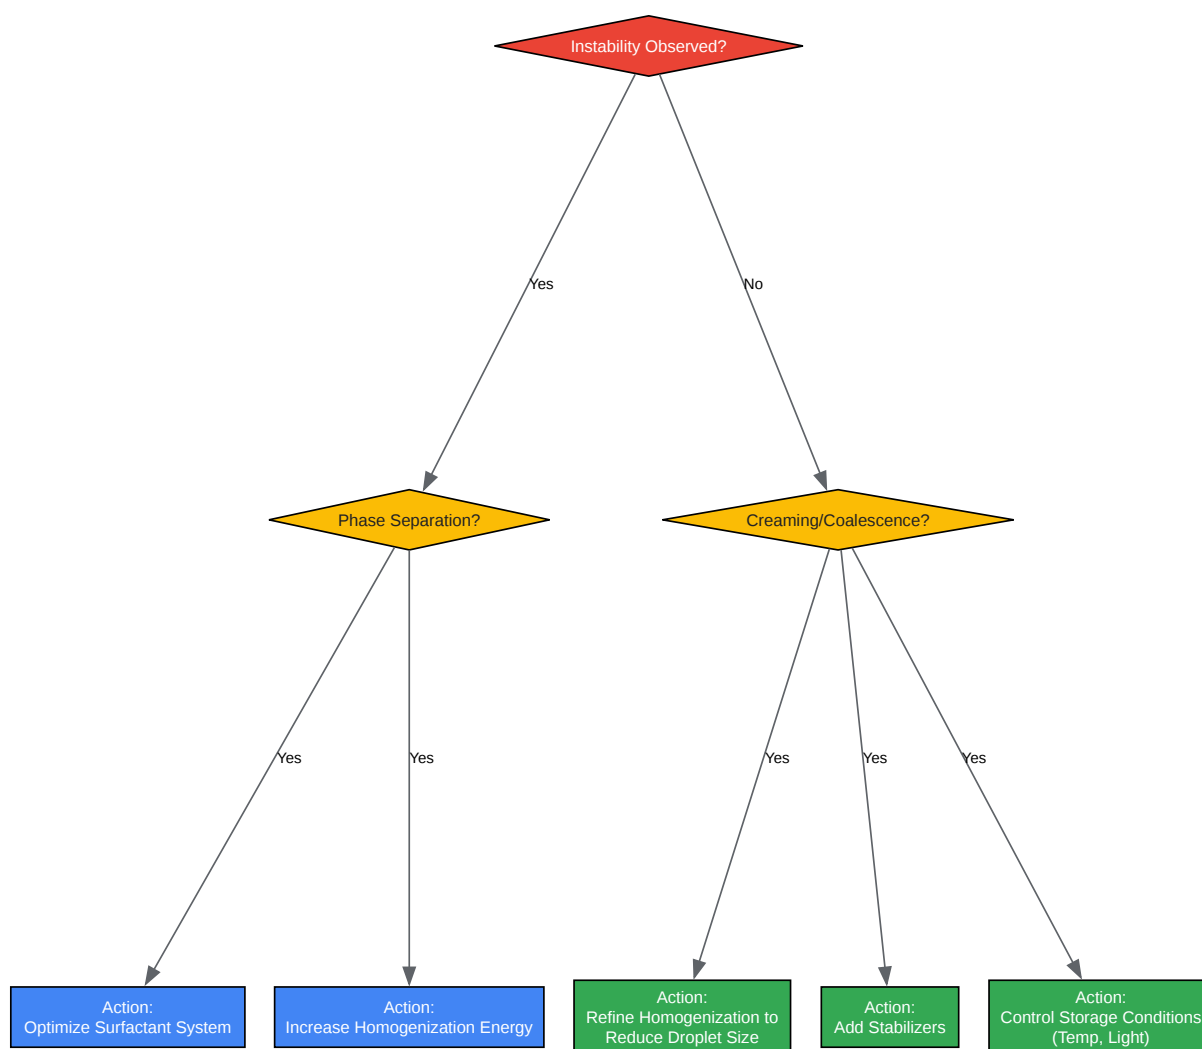 Instability Observed?
Yes
No
Phase Separation?
Creaming/Coalescence?
Yes
Yes
Yes
Yes
Yes
Action:
Optimize Surfactant System
Action:
Increase Homogenization Energy
Action:
Refine Homogenization to
Reduce Droplet Size
Action:
Add Stabilizers
Action:
Control Storage Conditions
(Temp, Light)